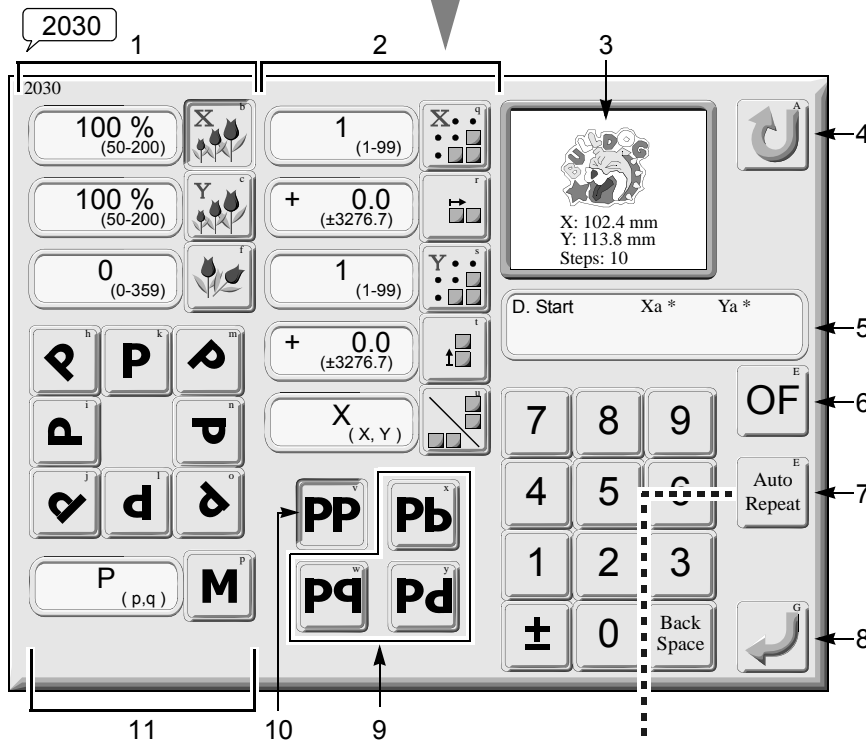 2030
1
2
3
2030
100 %
(50-200)
b
X
100 %
(50-200)
c
Y
0
(0-359)
f
h
P
k
P
m
P
i
P
n
P
j
P
l
P
o
P
P
( p,q )
p
M
1
(1-99)
q
X
+ 0.0
(±3276.7)
r
1
(1-99)
s
Y
+ 0.0
(±3276.7)
t
X
( X, Y )
u
v
PP
x
Pb
w
Pq
y
Pd
BULLDOG
X: 102.4 mm
Y: 113.8 mm
Steps: 10
A
4
D. Start Xa * Ya *
5
E
OF
6
7 8 9
E
Auto
Repeat
7
4 5 6
1 2 3
± 0 Back
Space
G
8
11
10
9